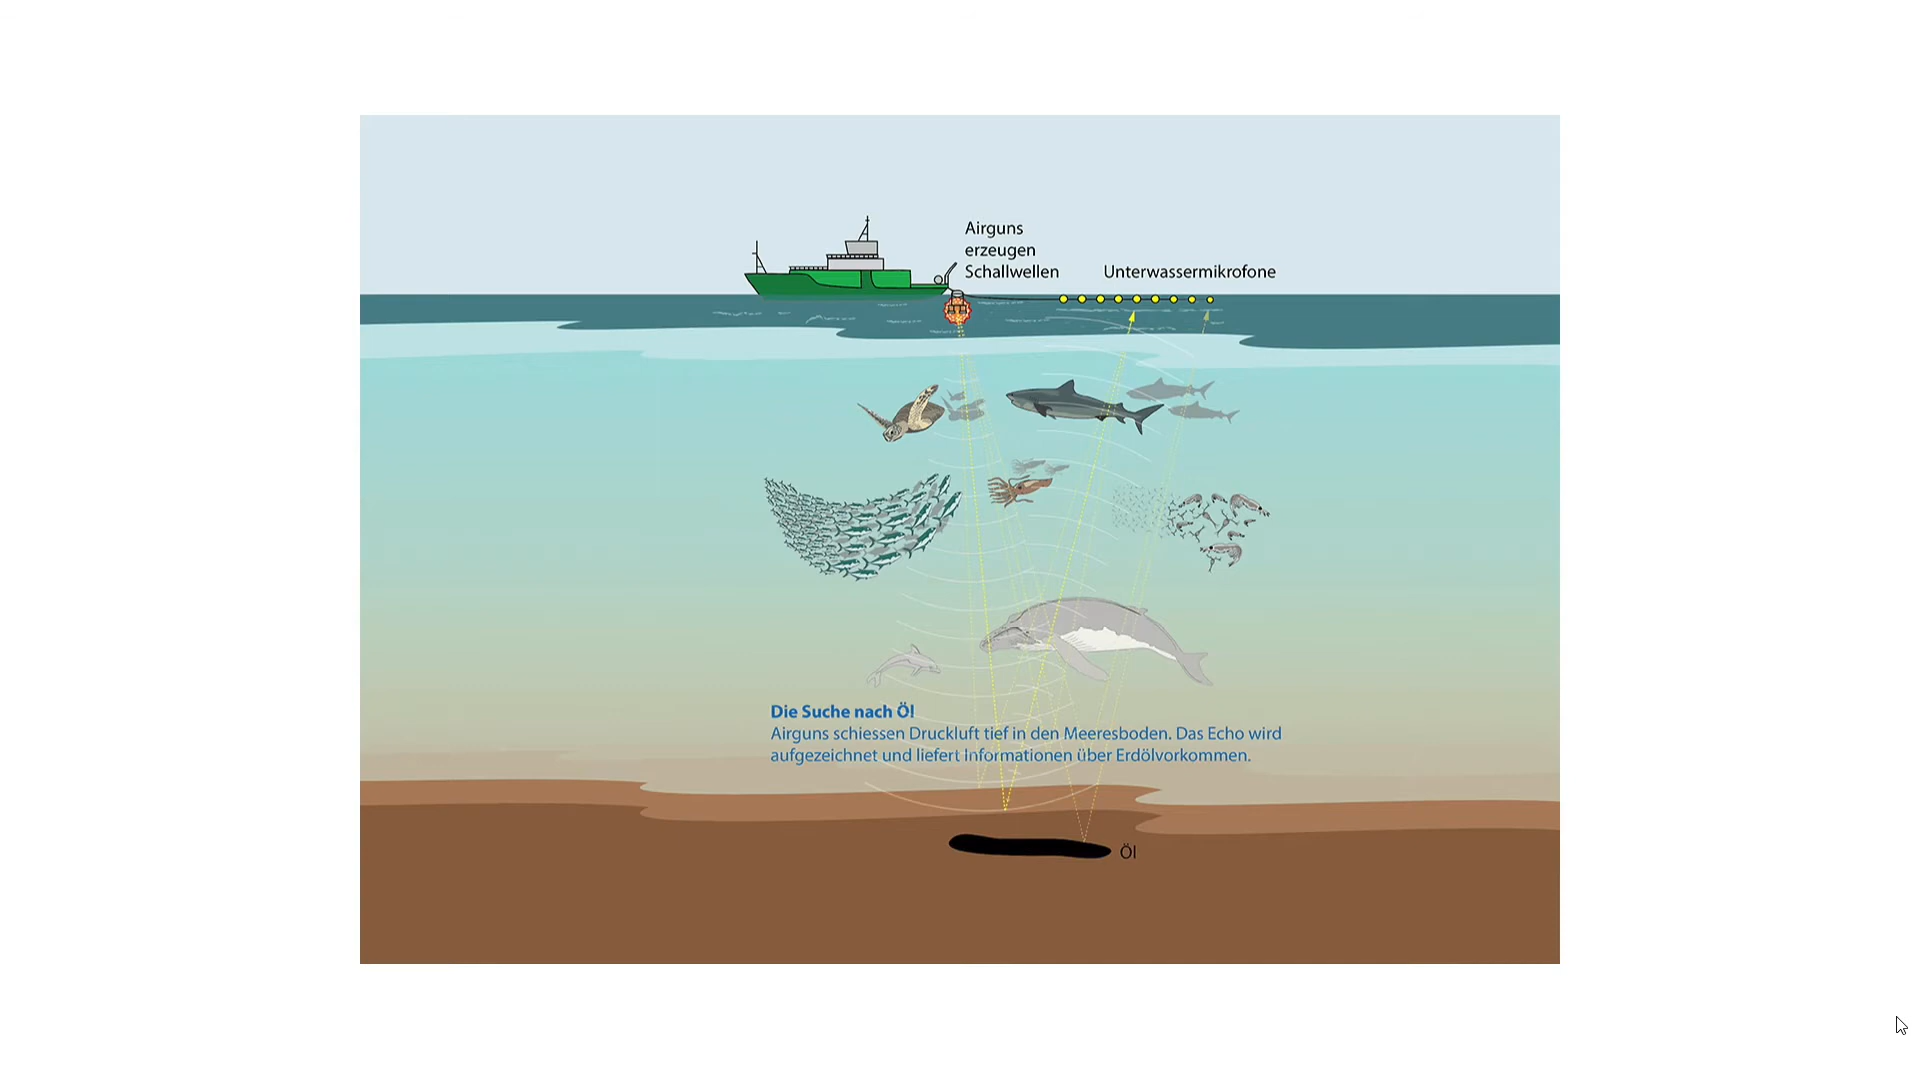 Airguns
erzeugen
Schallwellen
Unterwassermikrofone
Die Suche nach Öl
Airguns schiessen Druckluft tief in den Meeresboden. Das Echo wird
aufgezeichnet und liefert Informationen über Erdölvorkommen.
Öl